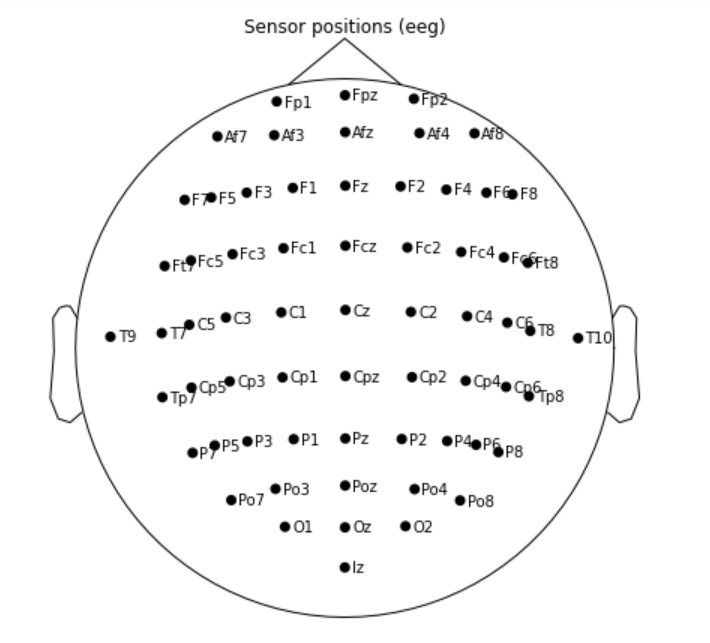 Sensor positions (eeg)
Fp1 Fpz Fp2
Af7 Af3 Afz Af4 Af8
F7 F5 F3 F1 Fz F2 F4 F6 F8
Ft7 Fc5 Fc3 Fc1 Fcz Fc2 Fc4 Fc6 Ft8
T9 T7 C5 C3 C1 Cz C2 C4 C6 T8 T10
Tp7 Cp5 Cp3 Cp1 Cpz Cp2 Cp4 Cp6 Tp8
P7 P5 P3 P1 Pz P2 P4 P6 P8
Po7 Po3 Poz Po4 Po8
O1 Oz O2
Iz